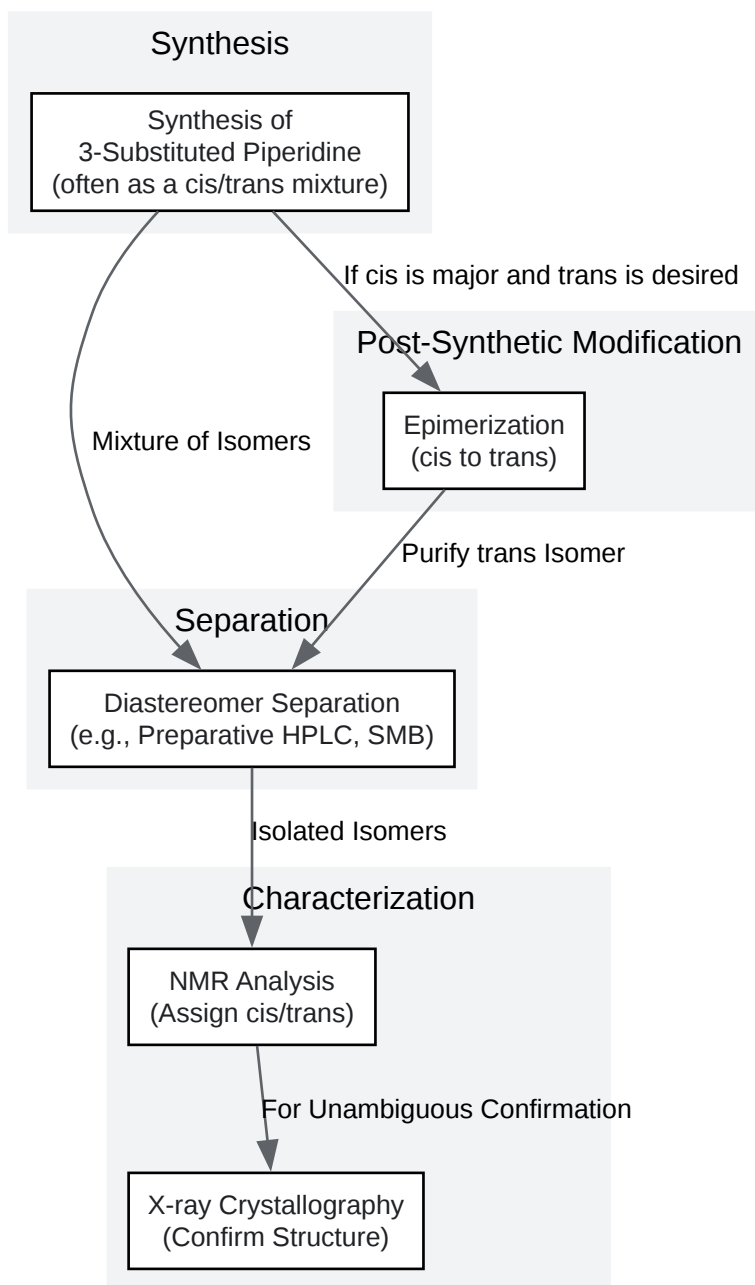 Synthesis
Synthesis of
3-Substituted Piperidine
(often as a cis/trans mixture)
If cis is major and trans is desired
Post-Synthetic Modification
Epimerization
(cis to trans)
Mixture of Isomers
Purify trans Isomer
Separation
Diastereomer Separation
(e.g., Preparative HPLC, SMB)
Isolated Isomers
Characterization
NMR Analysis
(Assign cis/trans)
For Unambiguous Confirmation
X-ray Crystallography
(Confirm Structure)